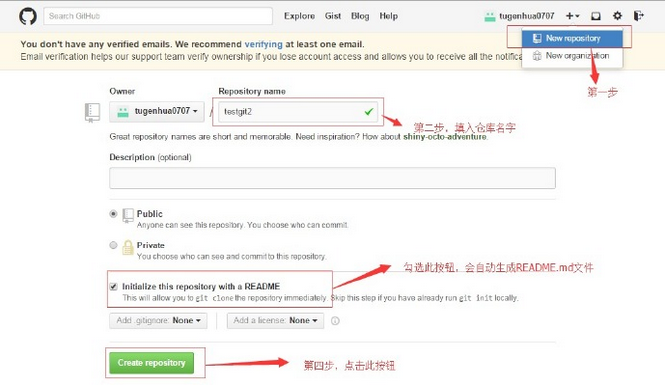 Search GitHub
Explore Gist Blog Help
tugenhua0707
You don't have any verified emails. We recommend verifying at least one email.
Email verification helps our support team verify ownership if you lose account access and allows you to receive all the notifica
New repository
New organization
第一步
Owner
Repository name
tugenhua0707
/
testgit2
第二步，填入仓库名字
Great repository names are short and memorable. Need inspiration? How about shiny-octo-adventure.
Description (optional)
Public
Anyone can see this repository. You choose who can commit.
Private
You choose who can see and commit to this repository.
勾选此按钮，会自动生成README.md文件
Initialize this repository with a README
This will allow you to git clone the repository immediately. Skip this step if you have already run git init locally.
Add .gitignore: None
Add a license: None
Create repository
第四步，点击此按钮